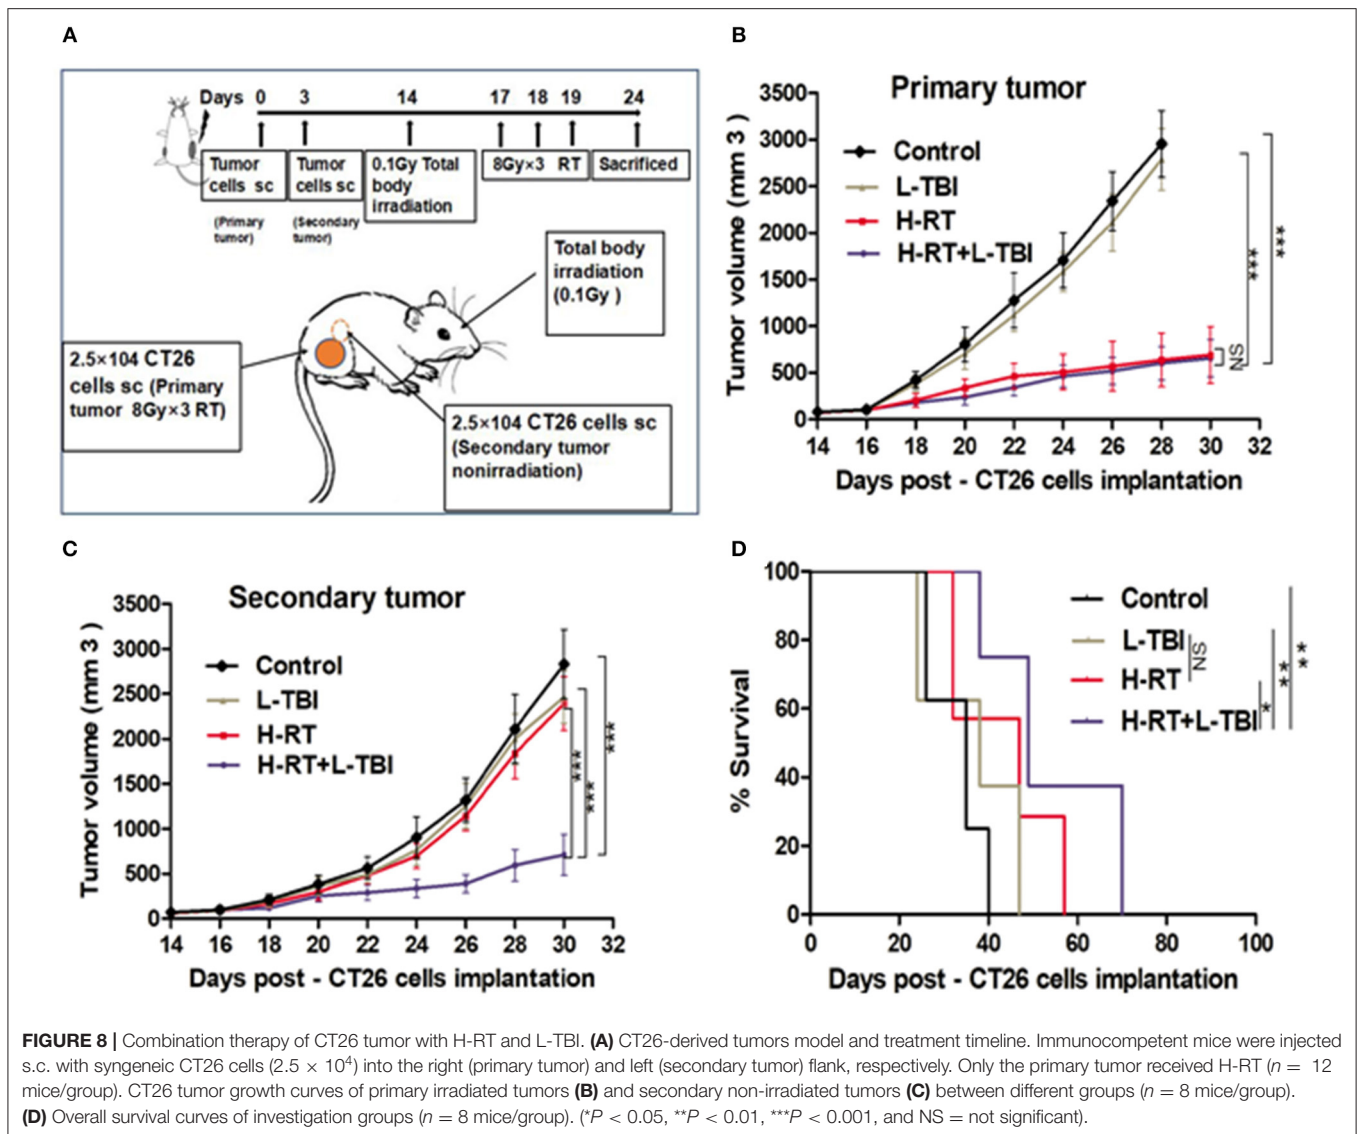 A
Days 0 3 14 17 18 19 24
Tumor
cells sc
(Primary
tumor)
Tumor
cells sc
(Secondary
tumor)
0.1Gy Total
body
irradiation
8Gy×3 RT
Sacrificed
Total body
irradiation
(0.1Gy )
2.5×104 CT26
cells sc (Primary
tumor 8Gy×3 RT)
2.5×104 CT26 cells sc
(Secondary tumor
nonirradiation)
B
Primary tumor
Tumor volume (mm 3 )
3500
3000
2500
2000
1500
1000
500
0
Control
L-TBI
H-RT
H-RT+L-TBI
NS
***
***
14 16 18 20 22 24 26 28 30 32
Days post - CT26 cells implantation
C
Secondary tumor
Tumor volume (mm 3 )
3500
3000
2500
2000
1500
1000
500
0
Control
L-TBI
H-RT
H-RT+L-TBI
***
***
***
14 16 18 20 22 24 26 28 30 32
Days post - CT26 cells implantation
D
% Survival
100
80
60
40
20
0
Control
L-TBI
H-RT
H-RT+L-TBI
NS
*
**
**
0 20 40 60 80 100
Days post - CT26 cells implantation
FIGURE 8 | Combination therapy of CT26 tumor with H-RT and L-TBI. (A) CT26-derived tumors model and treatment timeline. Immunocompetent mice were injected
s.c. with syngeneic CT26 cells (2.5 × 10⁴) into the right (primary tumor) and left (secondary tumor) flank, respectively. Only the primary tumor received H-RT (n = 12
mice/group). CT26 tumor growth curves of primary irradiated tumors (B) and secondary non-irradiated tumors (C) between different groups (n = 8 mice/group).
(D) Overall survival curves of investigation groups (n = 8 mice/group). (*P < 0.05, **P < 0.01, ***P < 0.001, and NS = not significant).